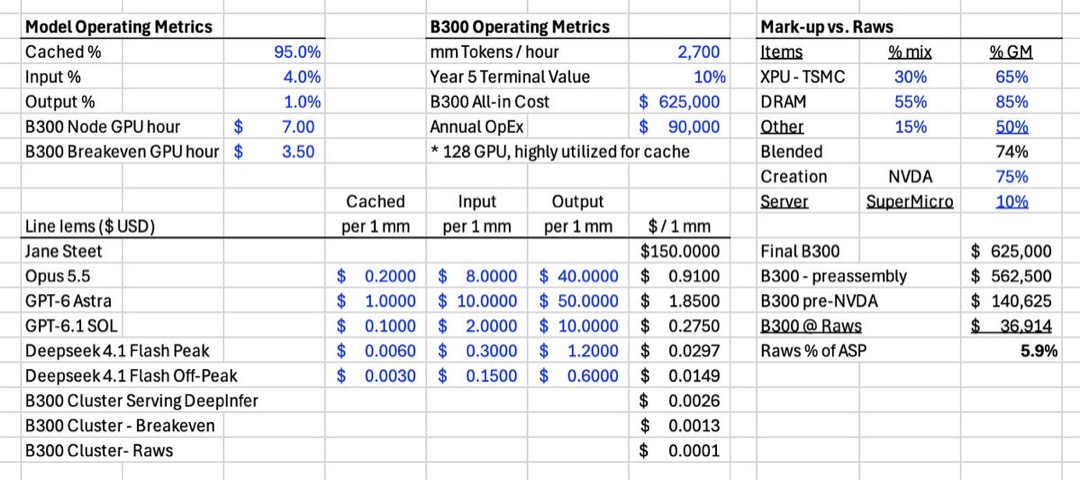 Model Operating Metrics
Cached % 95.0%
Input % 4.0%
Output % 1.0%
B300 Node GPU hour $ 7.00
B300 Breakeven GPU hour $ 3.50
B300 Operating Metrics
mm Tokens / hour 2,700
Year 5 Terminal Value 10%
B300 All-in Cost $ 625,000
Annual OpEx $ 90,000
* 128 GPU, highly utilized for cache
Mark-up vs. Raws
Items % mix % GM
XPU - TSMC 30% 65%
DRAM 55% 85%
Other 15% 50%
Blended 74%
Creation NVDA 75%
Server SuperMicro 10%
Cached Input Output
Line Iems ($ USD) per 1 mm per 1 mm per 1 mm $ / 1 mm
Jane Steet $150.0000
Opus 5.5 $ 0.2000 $ 8.0000 $ 40.0000 $ 0.9100
GPT-6 Astra $ 1.0000 $ 10.0000 $ 50.0000 $ 1.8500
GPT-6.1 SOL $ 0.1000 $ 2.0000 $ 10.0000 $ 0.2750
Deepseek 4.1 Flash Peak $ 0.0060 $ 0.3000 $ 1.2000 $ 0.0297
Deepseek 4.1 Flash Off-Peak $ 0.0030 $ 0.1500 $ 0.6000 $ 0.0149
B300 Cluster Serving DeepInfer $ 0.0026
B300 Cluster - Breakeven $ 0.0013
B300 Cluster- Raws $ 0.0001
Final B300 $ 625,000
B300 - preassembly $ 562,500
B300 pre-NVDA $ 140,625
B300 @ Raws $ 36,914
Raws % of ASP 5.9%